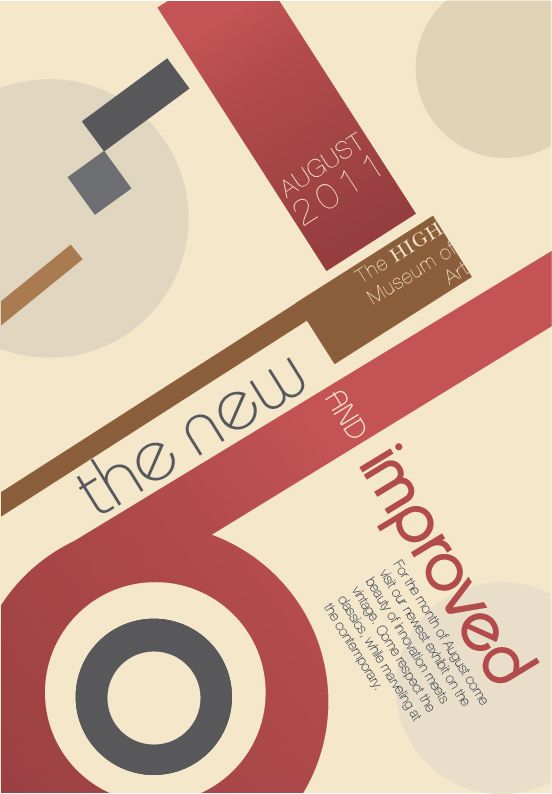 AUGUST
2011
The HIGH
Museum of
Art
the new
AND
improved
For the month of August come
visit our newest exhibit on the
beauty of innovation meets
vintage. Come respect the
classics, while marveling at
the contemporary.